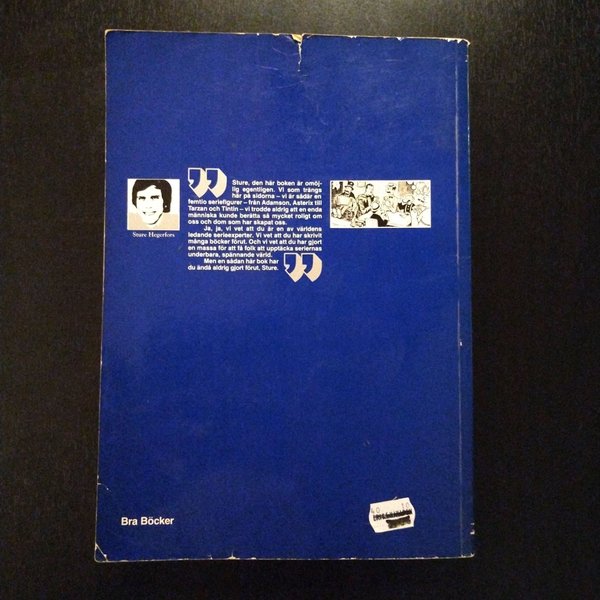 Sture, den här boken är omöj-
lig egentligen. Vi som trängs
här på sidorna – vi är sådär en
femtio seriefigurer – från Adamson, Asterix till
Tarzan och Tintin – vi trodde aldrig att en enda
människa kunde berätta så mycket roligt om
oss och dom som har skapat oss.
Ja, ja, vi vet att du är en av världens
ledande serieexperter. Vi vet att du har skrivit
många böcker förut. Och vi vet att du har gjort
en massa för att få folk att upptäcka seriernas
underbara, spännande värld.
Men en sådan här bok har
du ändå aldrig gjort förut, Sture.
Sture Hegerfors
Bra Böcker
40